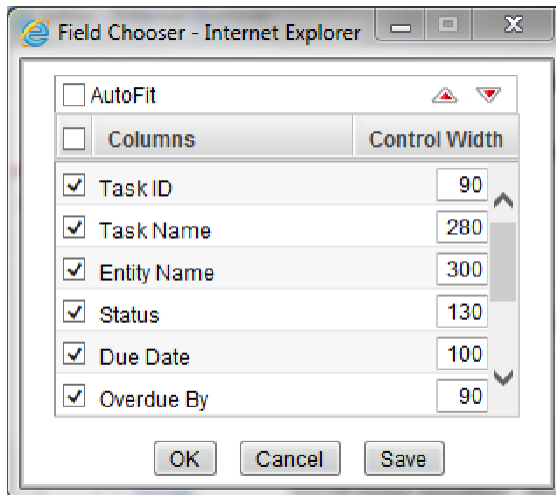 Field Chooser - Internet Explorer
AutoFit
Columns Control Width
Task ID 90
Task Name 280
Entity Name 300
Status 130
Due Date 100
Overdue By 90
OK Cancel Save